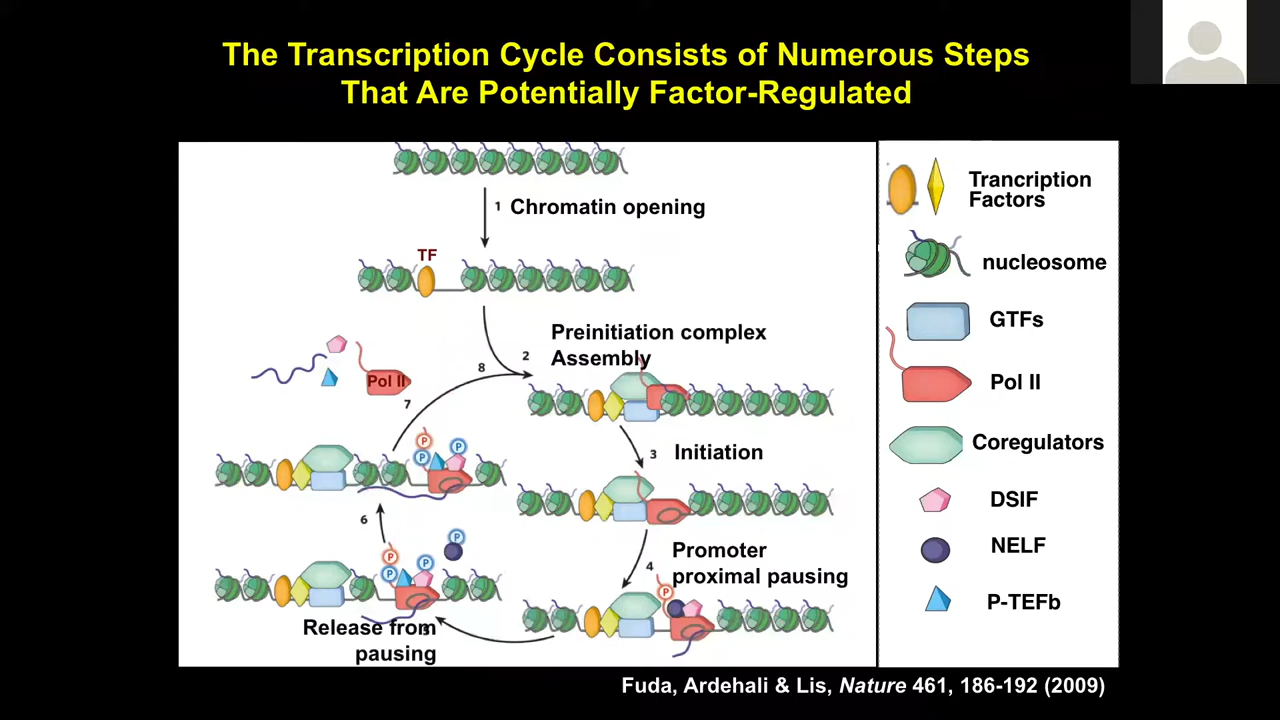 The Transcription Cycle Consists of Numerous Steps
That Are Potentially Factor-Regulated
1 Chromatin opening
TF
Preinitiation complex
2 Assembly
8
Pol II
7
3 Initiation
P
P
P
6
Promoter
4 proximal pausing
P
P
P
P
P
Release from
5
pausing
Trancription
Factors
nucleosome
GTFs
Pol II
Coregulators
DSIF
NELF
P-TEFb
Fuda, Ardehali & Lis, Nature 461, 186-192 (2009)